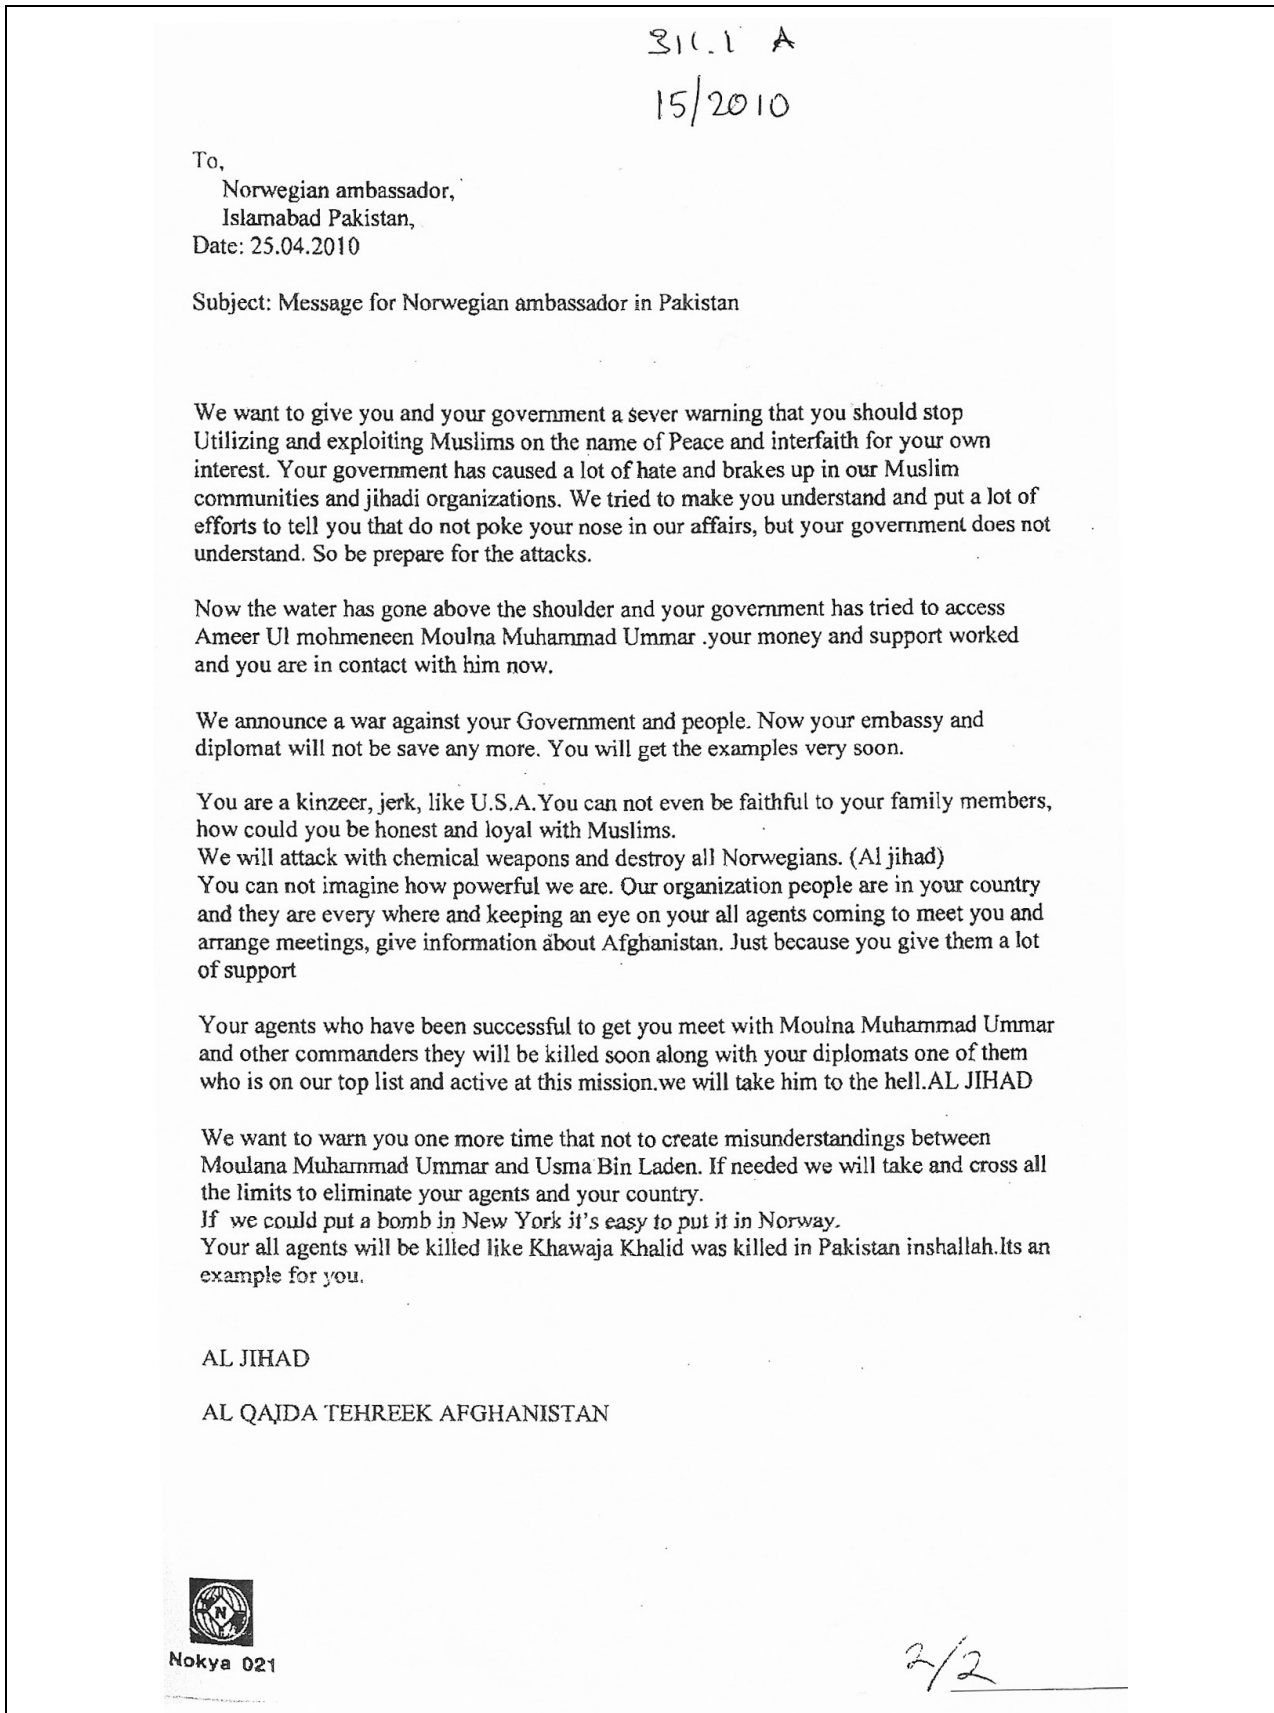 311.1 A
15/2010
To,
Norwegian ambassador,
Islamabad Pakistan,
Date: 25.04.2010
Subject: Message for Norwegian ambassador in Pakistan
We want to give you and your government a sever warning that you should stop
Utilizing and exploiting Muslims on the name of Peace and interfaith for your own
interest. Your government has caused a lot of hate and brakes up in our Muslim
communities and jihadi organizations. We tried to make you understand and put a lot of
efforts to tell you that do not poke your nose in our affairs, but your government does not
understand. So be prepare for the attacks.
Now the water has gone above the shoulder and your government has tried to access
Ameer Ul mohmeneen Moulna Muhammad Ummar .your money and support worked
and you are in contact with him now.
We announce a war against your Government and people. Now your embassy and
diplomat will not be save any more. You will get the examples very soon.
You are a kinzeer, jerk, like U.S.A.You can not even be faithful to your family members,
how could you be honest and loyal with Muslims.
We will attack with chemical weapons and destroy all Norwegians. (Al jihad)
You can not imagine how powerful we are. Our organization people are in your country
and they are every where and keeping an eye on your all agents coming to meet you and
arrange meetings, give information about Afghanistan. Just because you give them a lot
of support
Your agents who have been successful to get you meet with Moulna Muhammad Ummar
and other commanders they will be killed soon along with your diplomats one of them
who is on our top list and active at this mission.we will take him to the hell.AL JIHAD
We want to warn you one more time that not to create misunderstandings between
Moulana Muhammad Ummar and Usma Bin Laden. If needed we will take and cross all
the limits to eliminate your agents and your country.
If we could put a bomb in New York it's easy to put it in Norway.
Your all agents will be killed like Khawaja Khalid was killed in Pakistan inshallah.Its an
example for you.
AL JIHAD
AL QAIDA TEHREEK AFGHANISTAN
N
Nokya 021
2/2